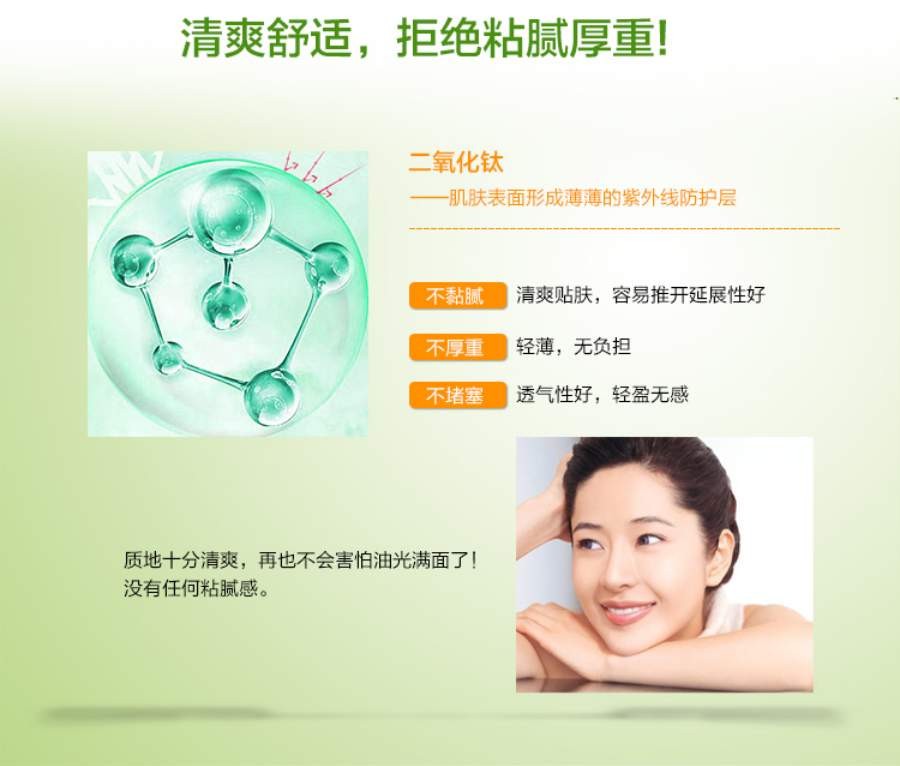 清爽舒适，拒绝粘腻厚重!
二氧化钛
——肌肤表面形成薄薄的紫外线防护层
不黏腻 清爽贴肤，容易推开延展性好
不厚重 轻薄，无负担
不堵塞 透气性好，轻盈无感
质地十分清爽，再也不会害怕油光满面了！
没有任何粘腻感。